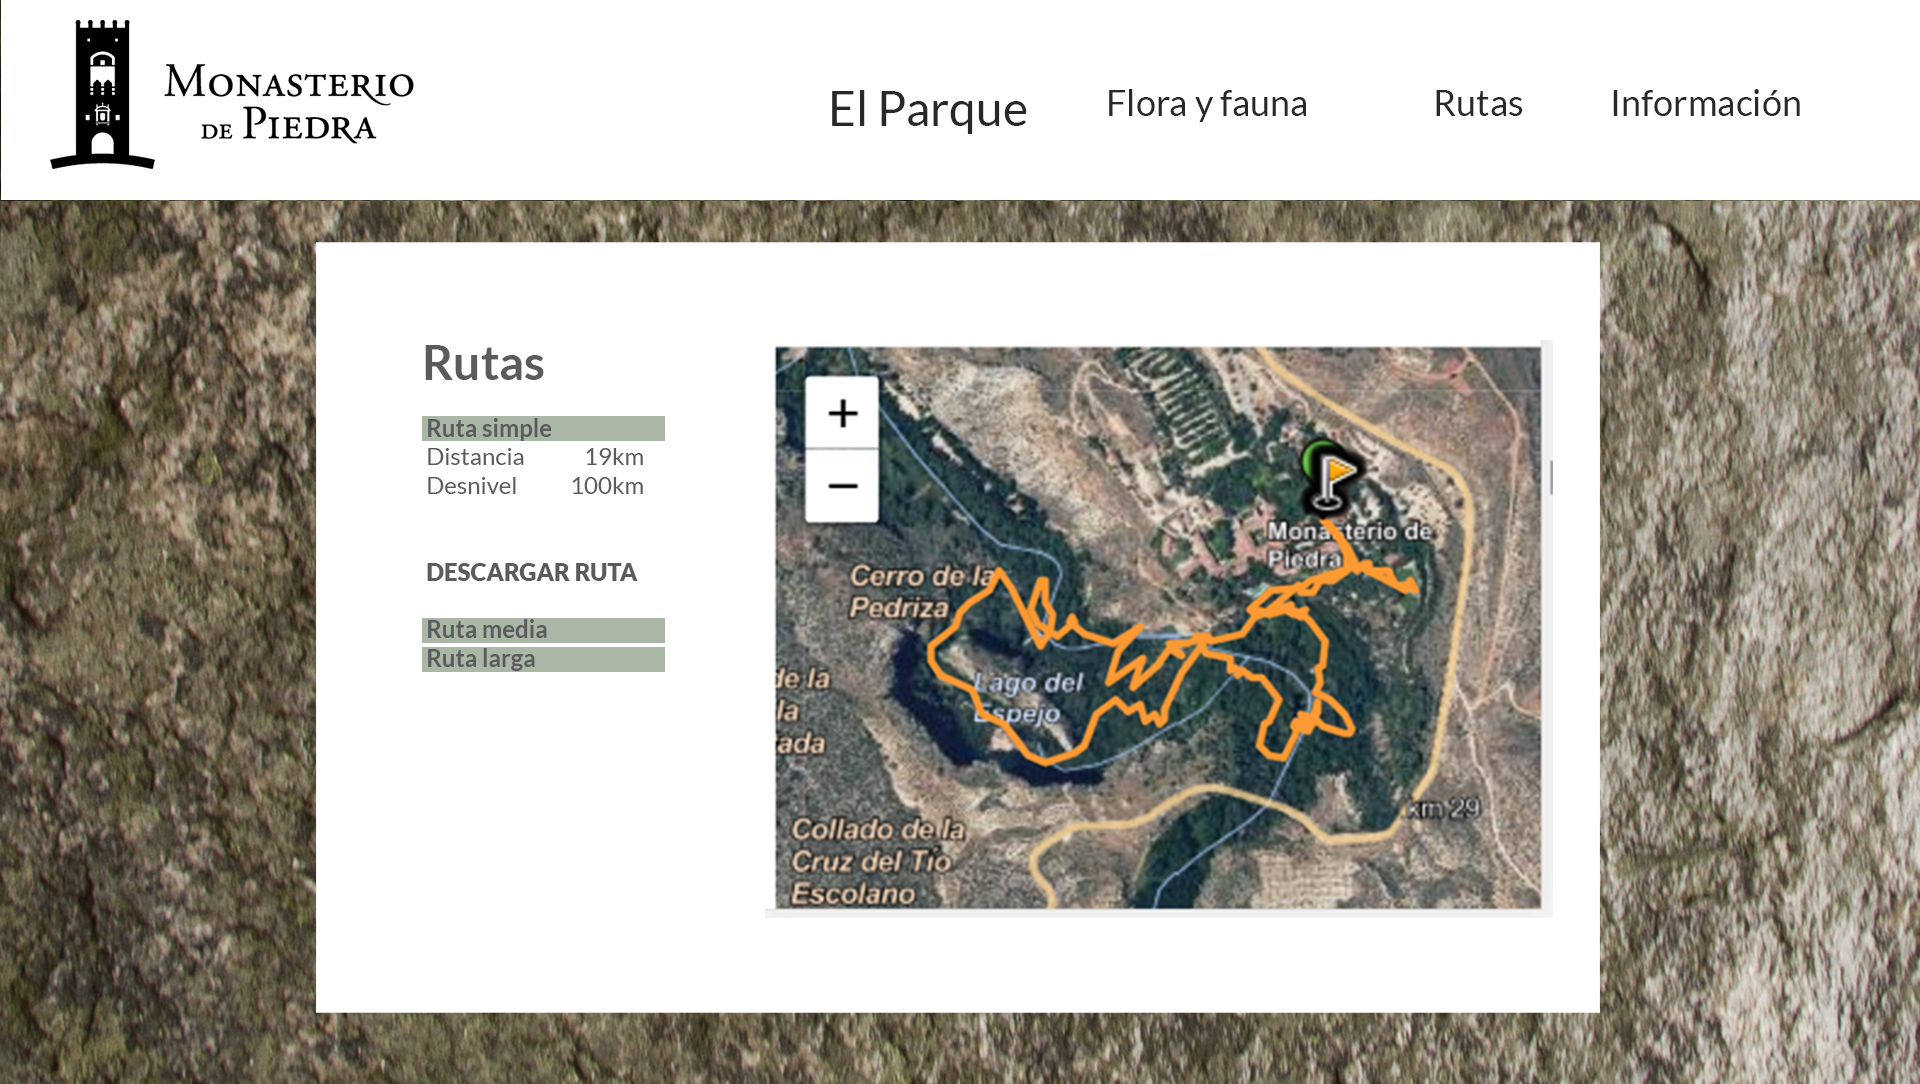 MONASTERIO
DE PIEDRA
El Parque
Flora y fauna
Rutas
Información
Rutas
Ruta simple
Distancia 19km
Desnivel 100km
DESCARGAR RUTA
Ruta media
Ruta larga
+
−
Monasterio de
Piedra
Cerro de la
Pedriza
Lago del
Espejo
de la
la
ada
km 29
Collado de la
Cruz del Tío
Escolano